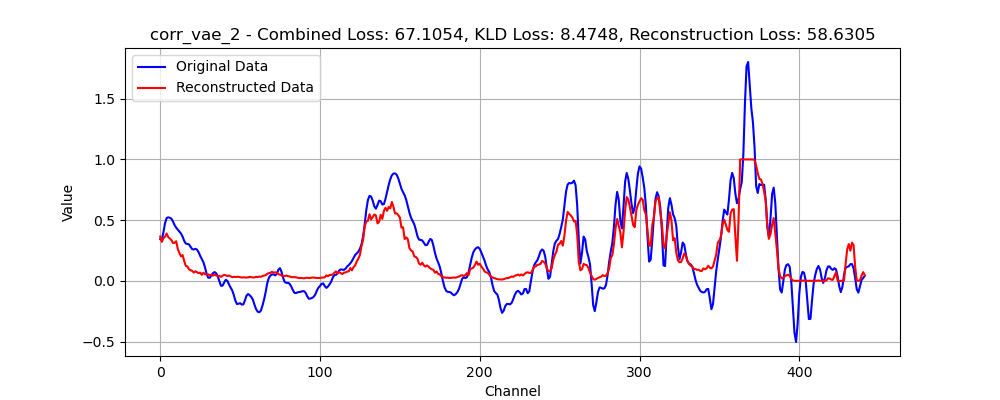 corr_vae_2 - Combined Loss: 67.1054, KLD Loss: 8.4748, Reconstruction Loss: 58.6305
Original Data
Reconstructed Data
1.5
1.0
0.5
0.0
−0.5
Value
0
100
200
300
400
Channel